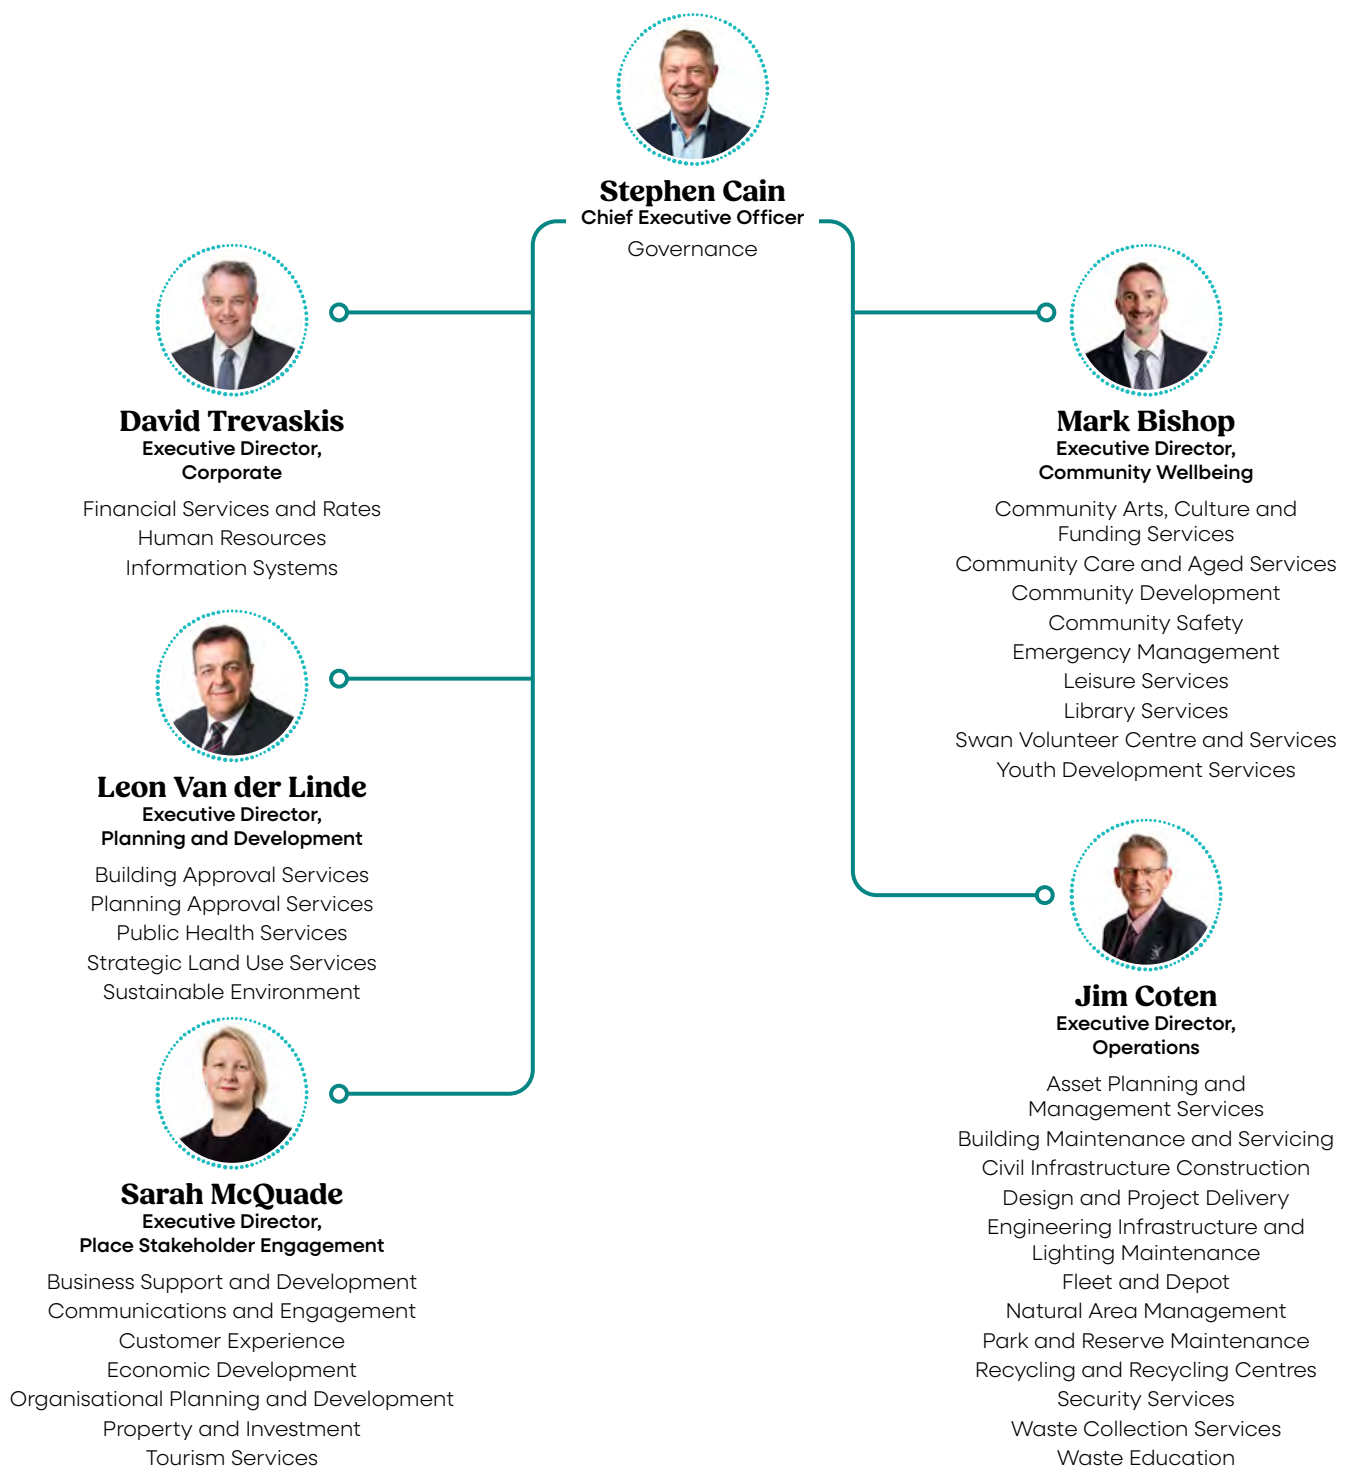 Stephen Cain
Chief Executive Officer
Governance
David Trevaskis
Executive Director,
Corporate
Financial Services and Rates
Human Resources
Information Systems
Leon Van der Linde
Executive Director,
Planning and Development
Building Approval Services
Planning Approval Services
Public Health Services
Strategic Land Use Services
Sustainable Environment
Sarah McQuade
Executive Director,
Place Stakeholder Engagement
Business Support and Development
Communications and Engagement
Customer Experience
Economic Development
Organisational Planning and Development
Property and Investment
Tourism Services
Mark Bishop
Executive Director,
Community Wellbeing
Community Arts, Culture and
Funding Services
Community Care and Aged Services
Community Development
Community Safety
Emergency Management
Leisure Services
Library Services
Swan Volunteer Centre and Services
Youth Development Services
Jim Coten
Executive Director,
Operations
Asset Planning and
Management Services
Building Maintenance and Servicing
Civil Infrastructure Construction
Design and Project Delivery
Engineering Infrastructure and
Lighting Maintenance
Fleet and Depot
Natural Area Management
Park and Reserve Maintenance
Recycling and Recycling Centres
Security Services
Waste Collection Services
Waste Education